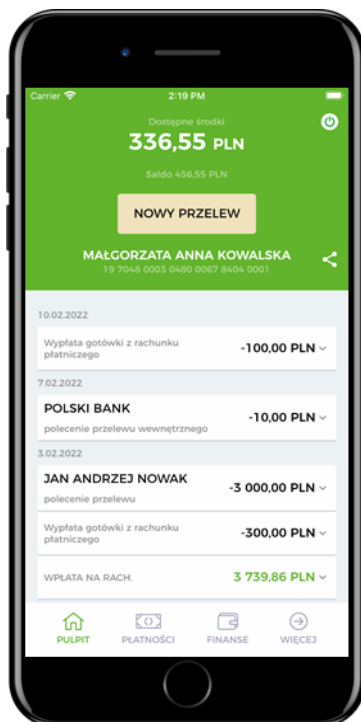 Carrier 2:19 PM
Dostępne środki
336,55 PLN
Saldo 456,55 PLN
NOWY PRZELEW
MAŁGORZATA ANNA KOWALSKA
19 7048 0003 0480 0067 8404 0001
10.02.2022
Wypłata gotówki z rachunku
płatniczego
-100,00 PLN
7.02.2022
POLSKI BANK
-10,00 PLN
polecenie przelewu wewnętrznego
3.02.2022
JAN ANDRZEJ NOWAK
-3 000,00 PLN
polecenie przelewu
Wypłata gotówki z rachunku
płatniczego
-300,00 PLN
WPŁATA NA RACH.
3 739,86 PLN
PULPIT PŁATNOŚCI FINANSE WIĘCEJ